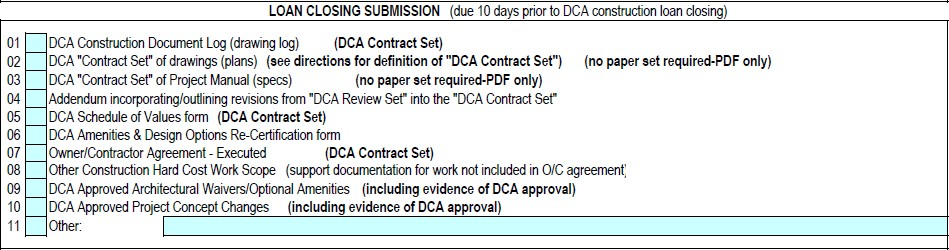 LOAN CLOSING SUBMISSION (due 10 days prior to DCA construction loan closing)
01 DCA Construction Document Log (drawing log) (DCA Contract Set)
02 DCA "Contract Set" of drawings (plans) (see directions for definition of "DCA Contract Set") (no paper set required-PDF only)
03 DCA "Contract Set" of Project Manual (specs) (no paper set required-PDF only)
04 Addendum incorporating/outlining revisions from "DCA Review Set" into the "DCA Contract Set"
05 DCA Schedule of Values form (DCA Contract Set)
06 DCA Amenities & Design Options Re-Certification form
07 Owner/Contractor Agreement - Executed (DCA Contract Set)
08 Other Construction Hard Cost Work Scope (support documentation for work not included in O/C agreement)
09 DCA Approved Architectural Waivers/Optional Amenities (including evidence of DCA approval)
10 DCA Approved Project Concept Changes (including evidence of DCA approval)
11 Other: